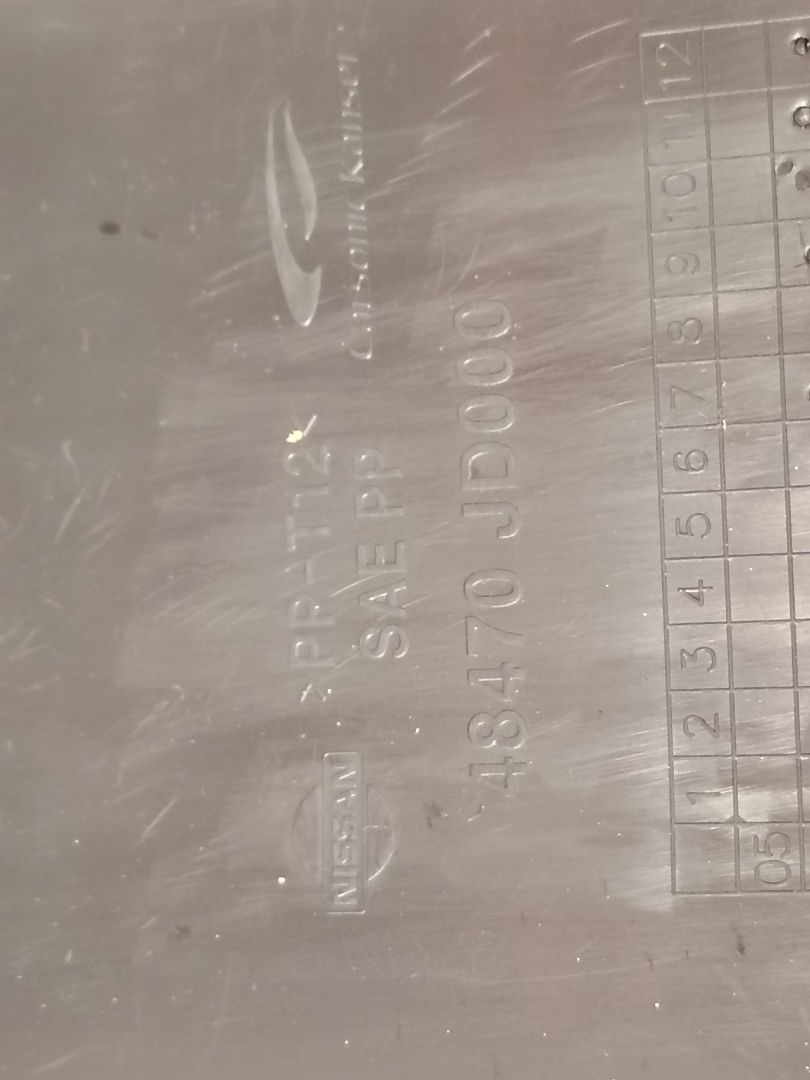 Calsonic Kansei
>PP-T12<
SAE PP
NISSAN
48470 JD000
1 2 3 4 5 6 7 8 9 10 11 12
05